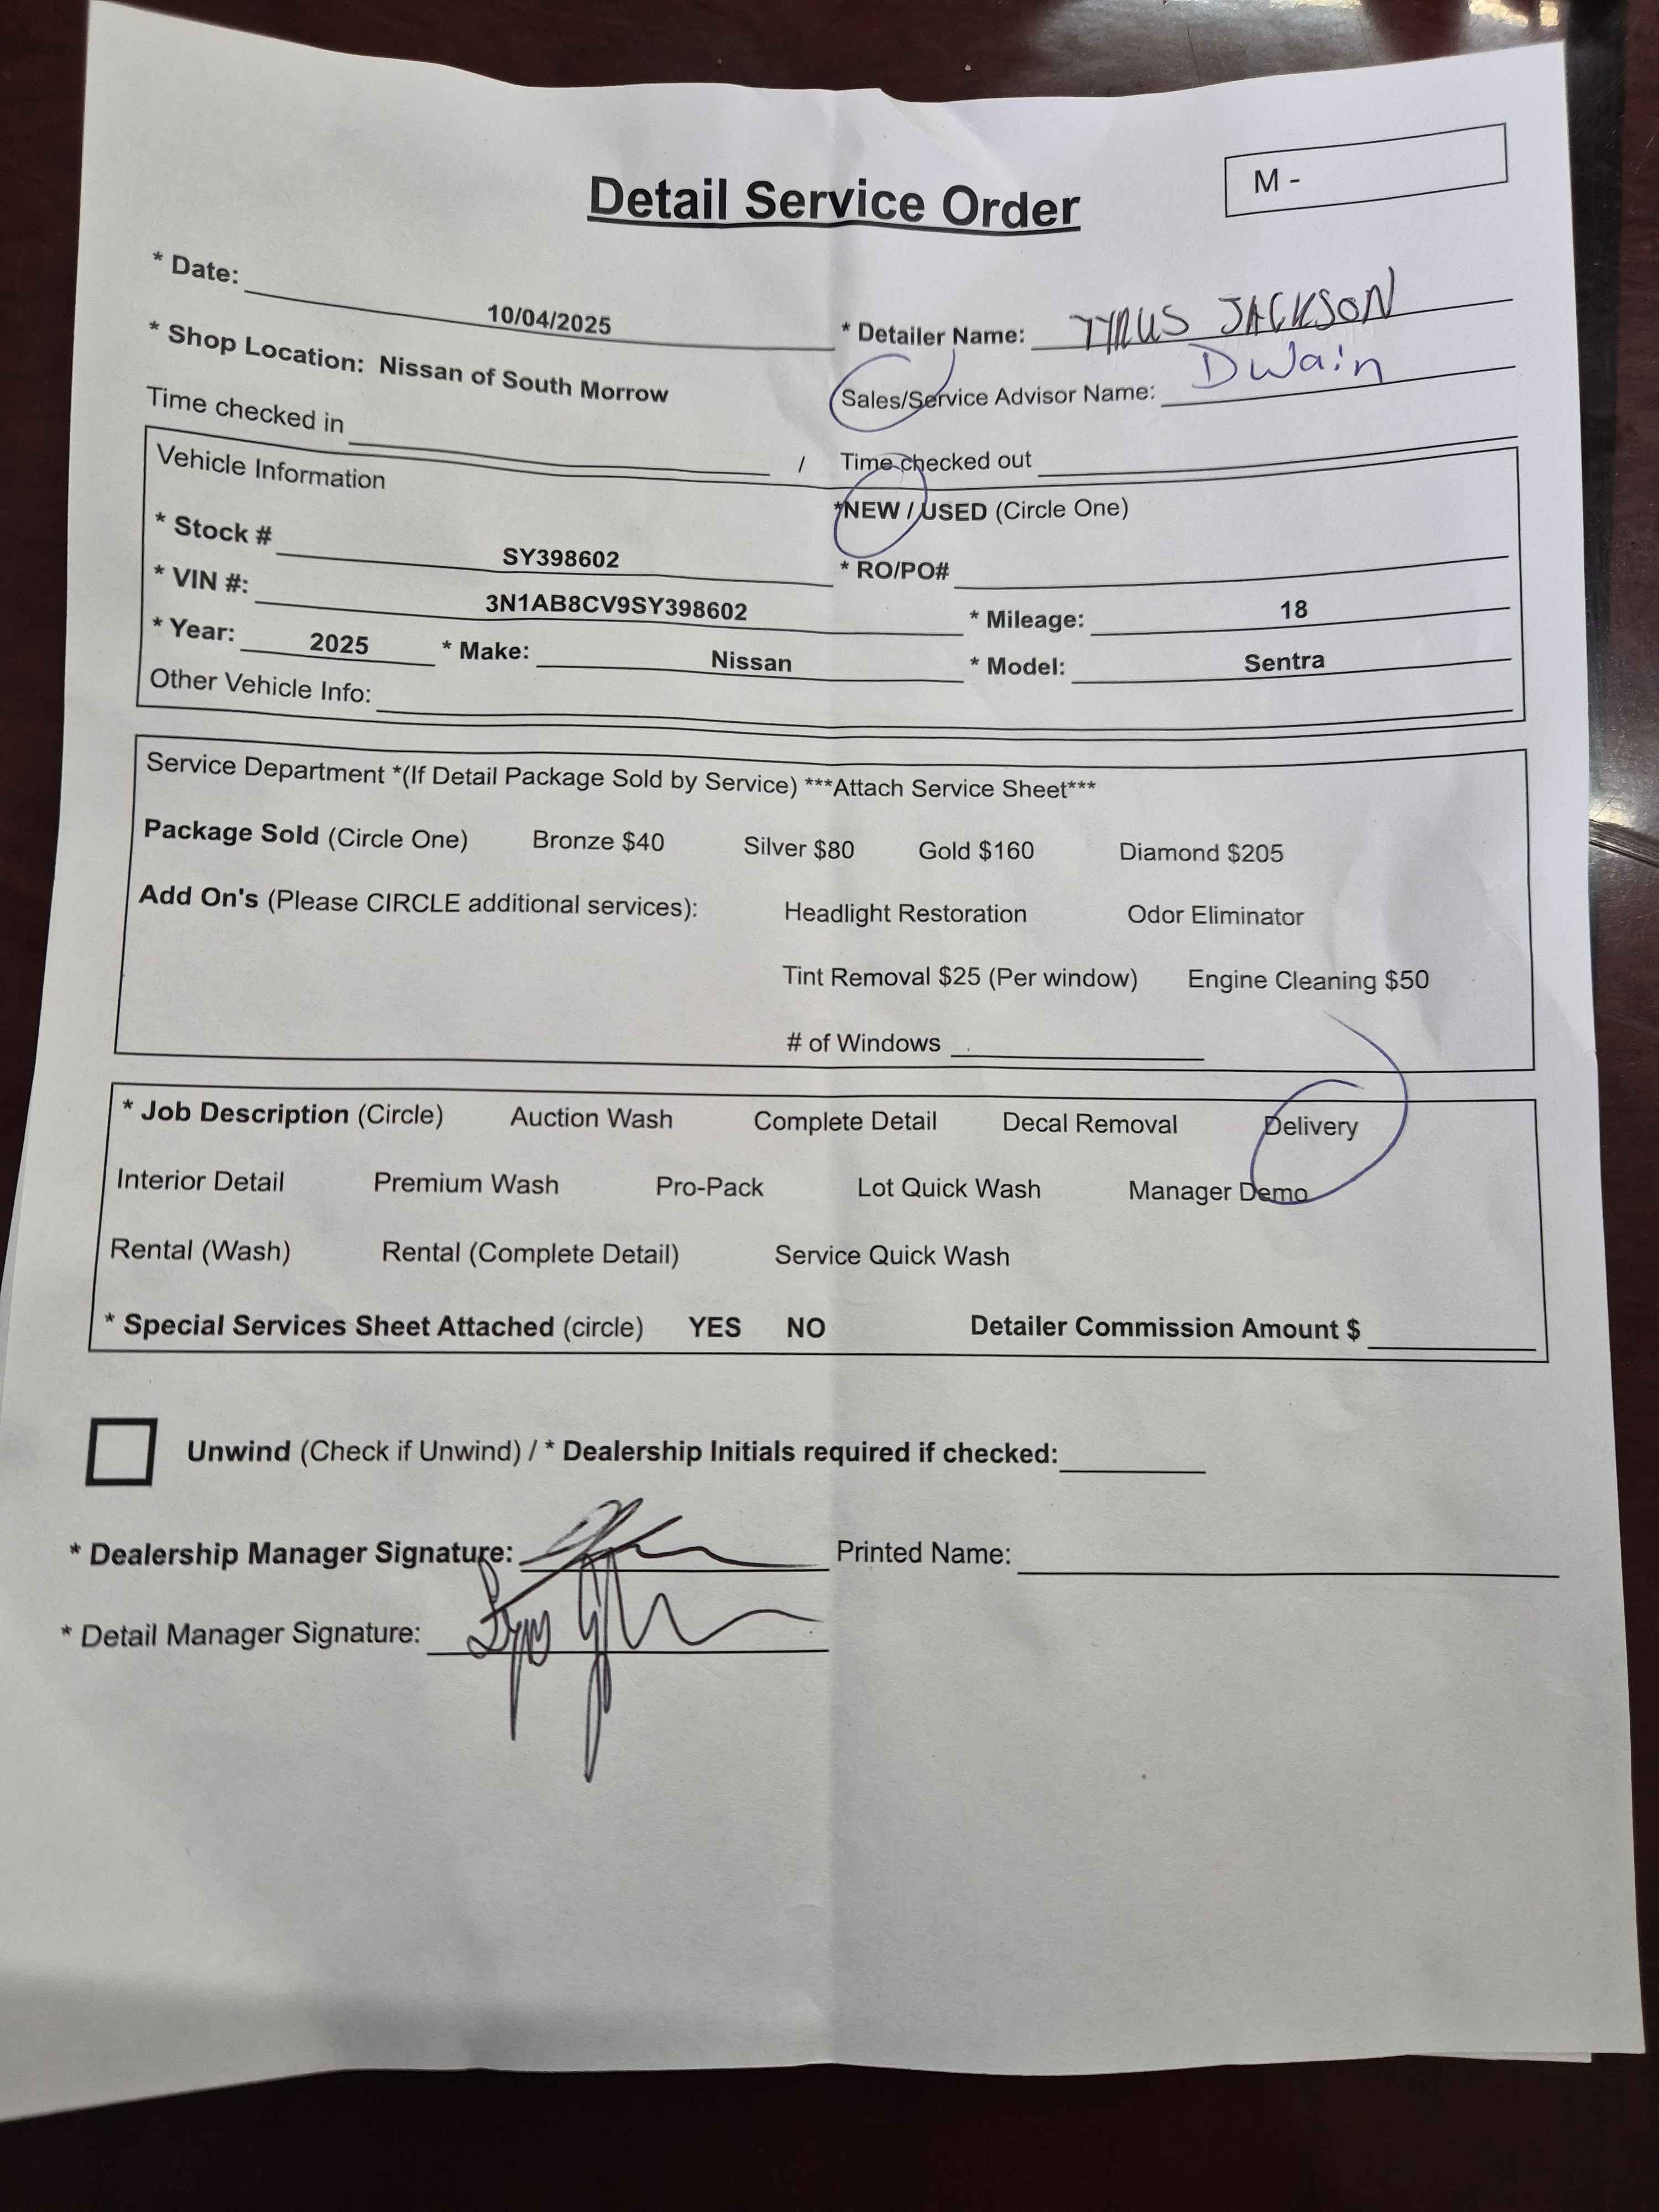 M -
Detail Service Order
* Date: 10/04/2025
* Detailer Name: TYRUS JACKSON
* Shop Location: Nissan of South Morrow
Sales/Service Advisor Name: Dwain
Time checked in / Time checked out
Vehicle Information
*NEW / USED (Circle One)
* Stock # SY398602
* RO/PO#
* VIN #: 3N1AB8CV9SY398602
* Mileage: 18
* Year: 2025 * Make: Nissan * Model: Sentra
Other Vehicle Info:
Service Department *(If Detail Package Sold by Service) ***Attach Service Sheet***
Package Sold (Circle One) Bronze $40 Silver $80 Gold $160 Diamond $205
Add On's (Please CIRCLE additional services): Headlight Restoration Odor Eliminator
Tint Removal $25 (Per window) Engine Cleaning $50
# of Windows
* Job Description (Circle) Auction Wash Complete Detail Decal Removal Delivery
Interior Detail Premium Wash Pro-Pack Lot Quick Wash Manager Demo
Rental (Wash) Rental (Complete Detail) Service Quick Wash
* Special Services Sheet Attached (circle) YES NO Detailer Commission Amount $
Unwind (Check if Unwind) / * Dealership Initials required if checked:
* Dealership Manager Signature: Printed Name:
* Detail Manager Signature: